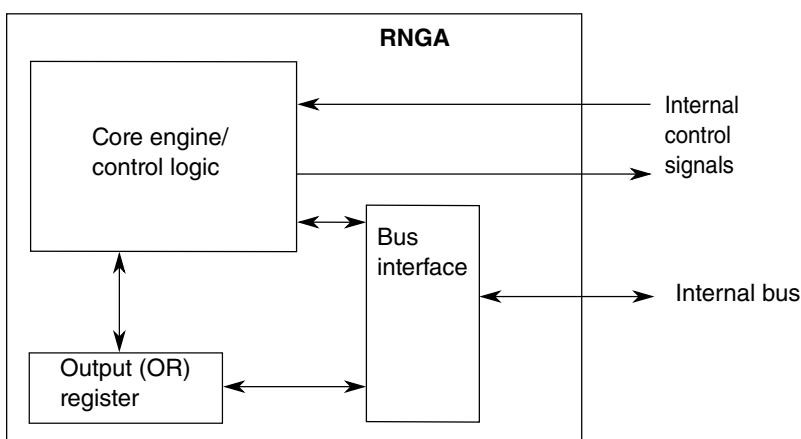 RNGA
Core engine/
control logic
Internal
control
signals
Bus
interface
Internal bus
Output (OR)
register